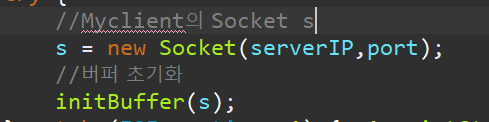 //Myclient의 Socket s
s = new Socket(serverIP,port);
//버퍼 초기화
initBuffer(s);